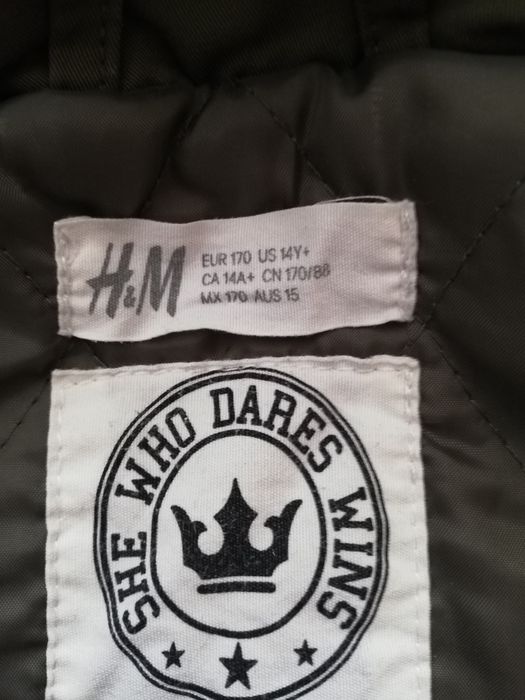 H&M
EUR 170 US 14Y+
CA 14A+ CN 170/88
MX 170 AUS 15
SHE WHO DARES WINS